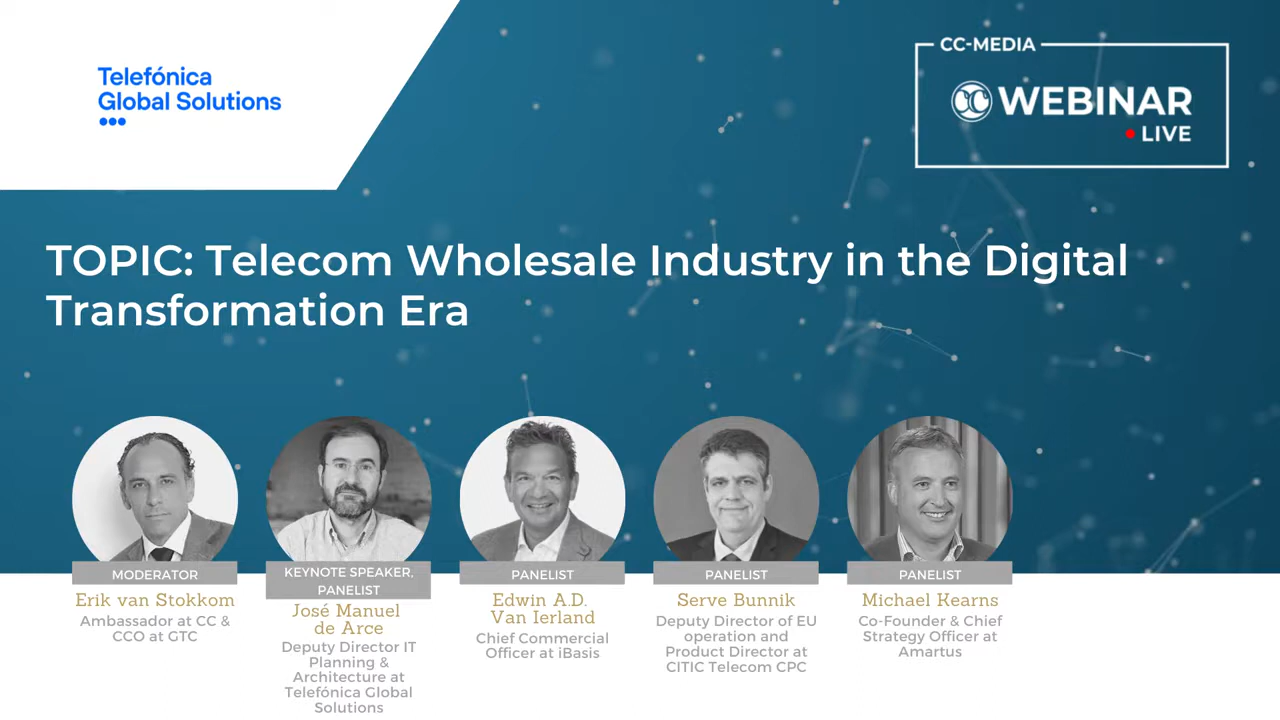 Telefónica
Global Solutions
CC-MEDIA
WEBINAR
LIVE
TOPIC: Telecom Wholesale Industry in the Digital
Transformation Era
MODERATOR
Erik van Stokkom
Ambassador at CC &
CCO at GTC
KEYNOTE SPEAKER,
PANELIST
José Manuel
de Arce
Deputy Director IT
Planning &
Architecture at
Telefónica Global
Solutions
PANELIST
Edwin A.D.
Van Ierland
Chief Commercial
Officer at iBasis
PANELIST
Serve Bunnik
Deputy Director of EU
operation and
Product Director at
CITIC Telecom CPC
PANELIST
Michael Kearns
Co-Founder & Chief
Strategy Officer at
Amartus